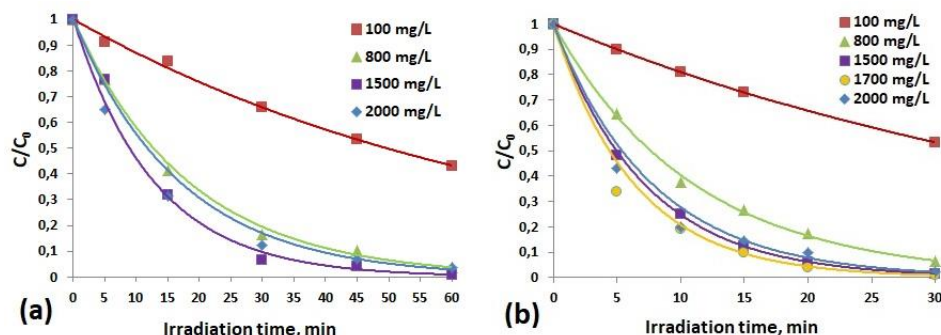 1
0,9
0,8
0,7
0,6
0,5
0,4
0,3
0,2
0,1
0
C/C0
0 5 10 15 20 25 30 35 40 45 50 55 60
Irradiation time, min
100 mg/L
800 mg/L
1500 mg/L
2000 mg/L
(a)
1
0,9
0,8
0,7
0,6
0,5
0,4
0,3
0,2
0,1
0
C/C0
0 5 10 15 20 25 30
Irradiation time, min
100 mg/L
800 mg/L
1500 mg/L
1700 mg/L
2000 mg/L
(b)